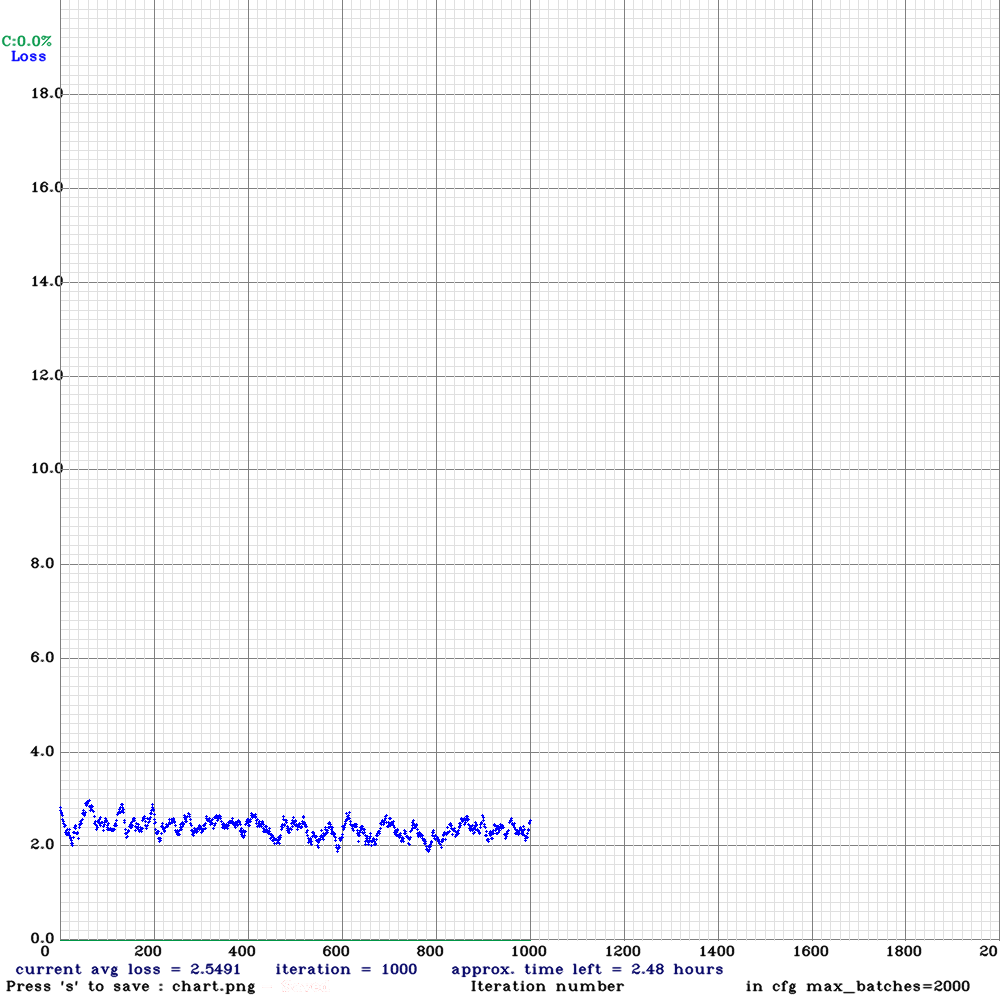 C:0.0%
Loss
18.0
16.0
14.0
12.0
10.0
8.0
6.0
4.0
2.0
0.0
0 200 400 600 800 1000 1200 1400 1600 1800 20
current avg loss = 2.5491 iteration = 1000 approx. time left = 2.48 hours
Press 's' to save : chart.png Iteration number in cfg max_batches=2000